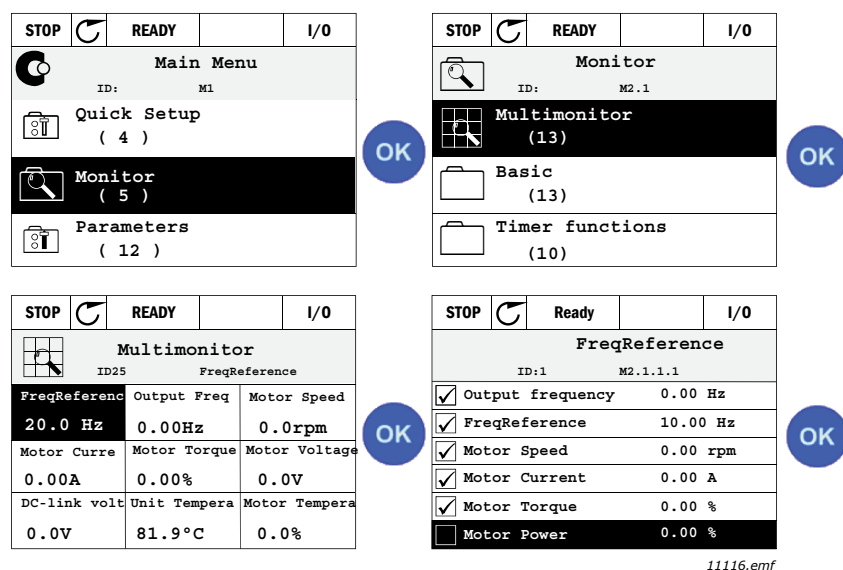 STOP READY I/O
Main Menu
ID: M1
Quick Setup
( 4 )
Monitor
( 5 )
Parameters
( 12 )
OK
STOP READY I/O
Monitor
ID: M2.1
Multimonitor
(13)
Basic
(13)
Timer functions
(10)
OK
STOP READY I/O
Multimonitor
ID25 FreqReference
FreqReferenc Output Freq Motor Speed
20.0 Hz 0.00Hz 0.0rpm
Motor Curre Motor Torque Motor Voltage
0.00A 0.00% 0.0V
DC-link volt Unit Tempera Motor Tempera
0.0V 81.9°C 0.0%
OK
STOP Ready I/O
FreqReference
ID:1 M2.1.1.1
Output frequency 0.00 Hz
FreqReference 10.00 Hz
Motor Speed 0.00 rpm
Motor Current 0.00 A
Motor Torque 0.00 %
Motor Power 0.00 %
OK
11116.emf